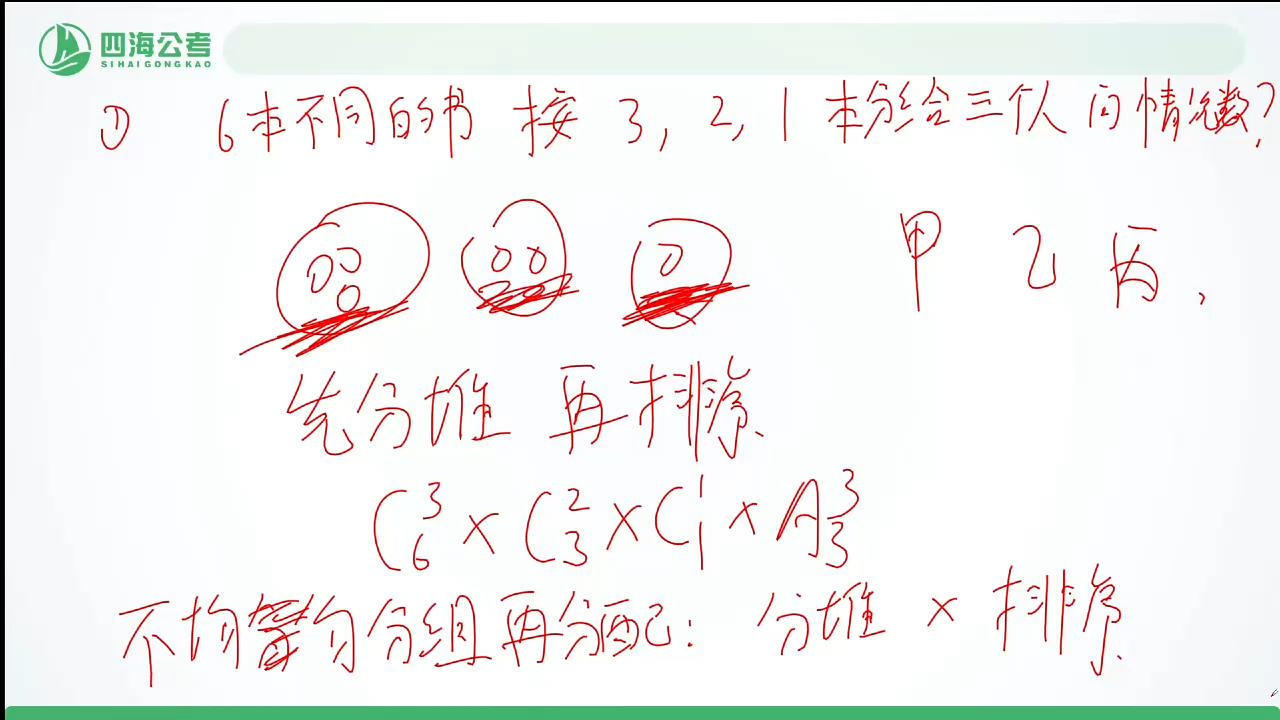 四海公考
SIHAIGONGKAO
① 6本不同的书 按 3, 2, 1 本分给三个人 问情况数?
甲 乙 丙,
先分堆 再排序
C₆³ × C₃² × C₁¹ × A₃³
不均匀分组再分配: 分堆 × 排序